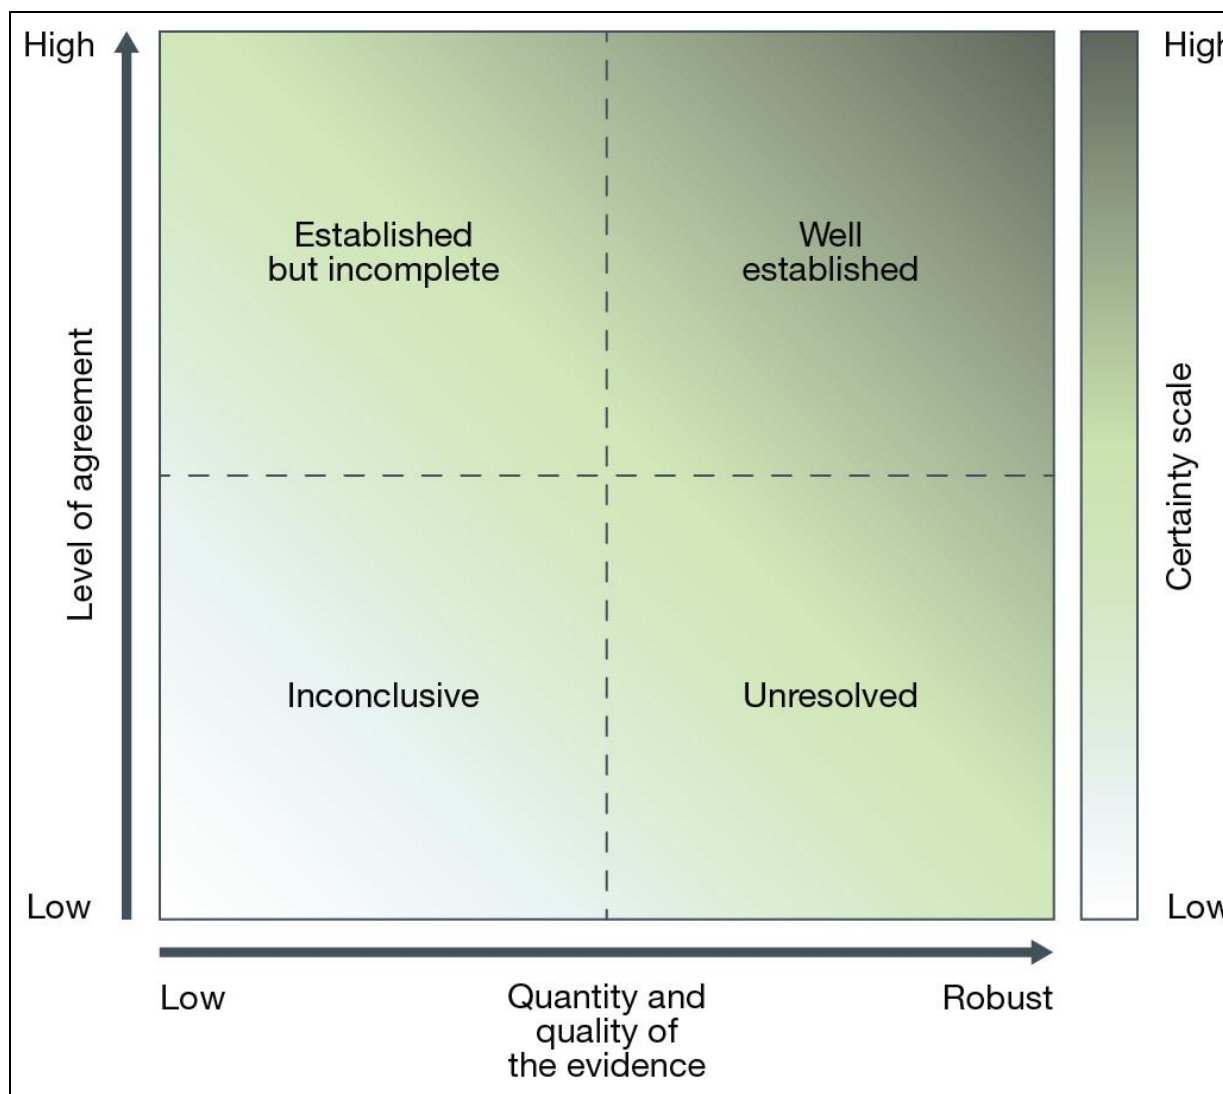 High
High
Established
but incomplete
Well
established
Level of agreement
Certainty scale
Inconclusive
Unresolved
Low
Low
Low
Quantity and
quality of
the evidence
Robust